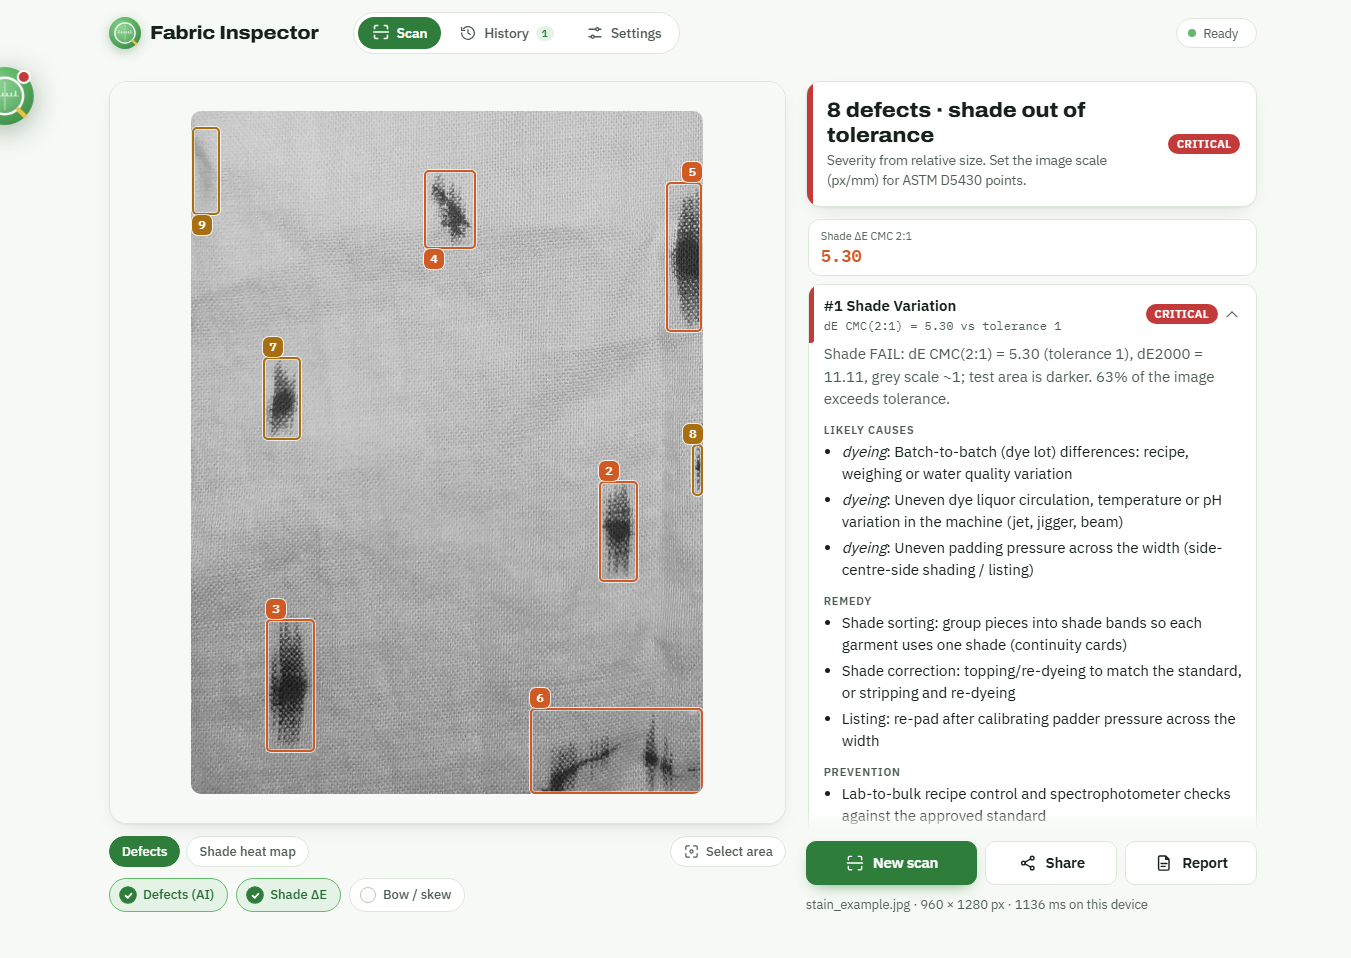 Fabric Inspector
Scan
History 1
Settings
Ready
9
4
5
7
8
2
3
6
Defects
Shade heat map
Select area
Defects (AI)
Shade ΔE
Bow / skew
8 defects · shade out of
tolerance
Severity from relative size. Set the image scale
(px/mm) for ASTM D5430 points.
CRITICAL
Shade ΔE CMC 2:1
5.30
#1 Shade Variation
dE CMC(2:1) = 5.30 vs tolerance 1
CRITICAL
Shade FAIL: dE CMC(2:1) = 5.30 (tolerance 1), dE2000 =
11.11, grey scale ~1; test area is darker. 63% of the image
exceeds tolerance.
LIKELY CAUSES
• dyeing: Batch-to-batch (dye lot) differences: recipe,
weighing or water quality variation
• dyeing: Uneven dye liquor circulation, temperature or pH
variation in the machine (jet, jigger, beam)
• dyeing: Uneven padding pressure across the width (side-
centre-side shading / listing)
REMEDY
• Shade sorting: group pieces into shade bands so each
garment uses one shade (continuity cards)
• Shade correction: topping/re-dyeing to match the standard,
or stripping and re-dyeing
• Listing: re-pad after calibrating padder pressure across the
width
PREVENTION
• Lab-to-bulk recipe control and spectrophotometer checks
against the approved standard
New scan
Share
Report
stain_example.jpg · 960 × 1280 px · 1136 ms on this device